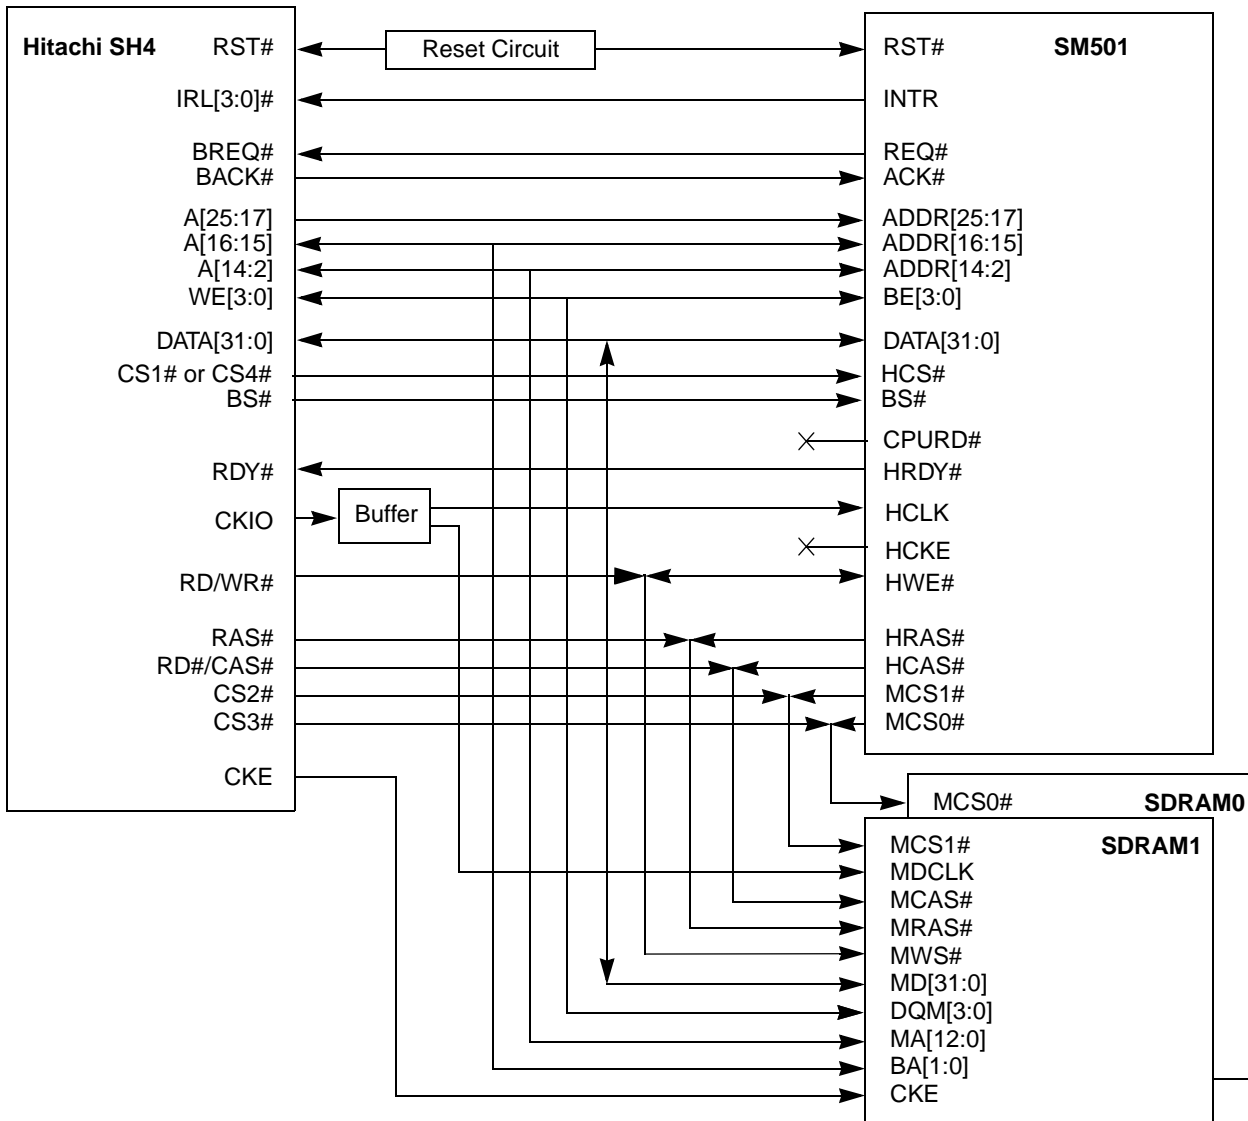 Hitachi SH4 RST# Reset Circuit RST# SM501
IRL[3:0]# INTR
BREQ# REQ#
BACK# ACK#
A[25:17] ADDR[25:17]
A[16:15] ADDR[16:15]
A[14:2] ADDR[14:2]
WE[3:0] BE[3:0]
DATA[31:0] DATA[31:0]
CS1# or CS4# HCS#
BS# BS#
CPURD#
RDY# HRDY#
CKIO Buffer HCLK
HCKE
RD/WR# HWE#
RAS# HRAS#
RD#/CAS# HCAS#
CS2# MCS1#
CS3# MCS0#
CKE
MCS0# SDRAM0
MCS1# SDRAM1
MDCLK
MCAS#
MRAS#
MWS#
MD[31:0]
DQM[3:0]
MA[12:0]
BA[1:0]
CKE